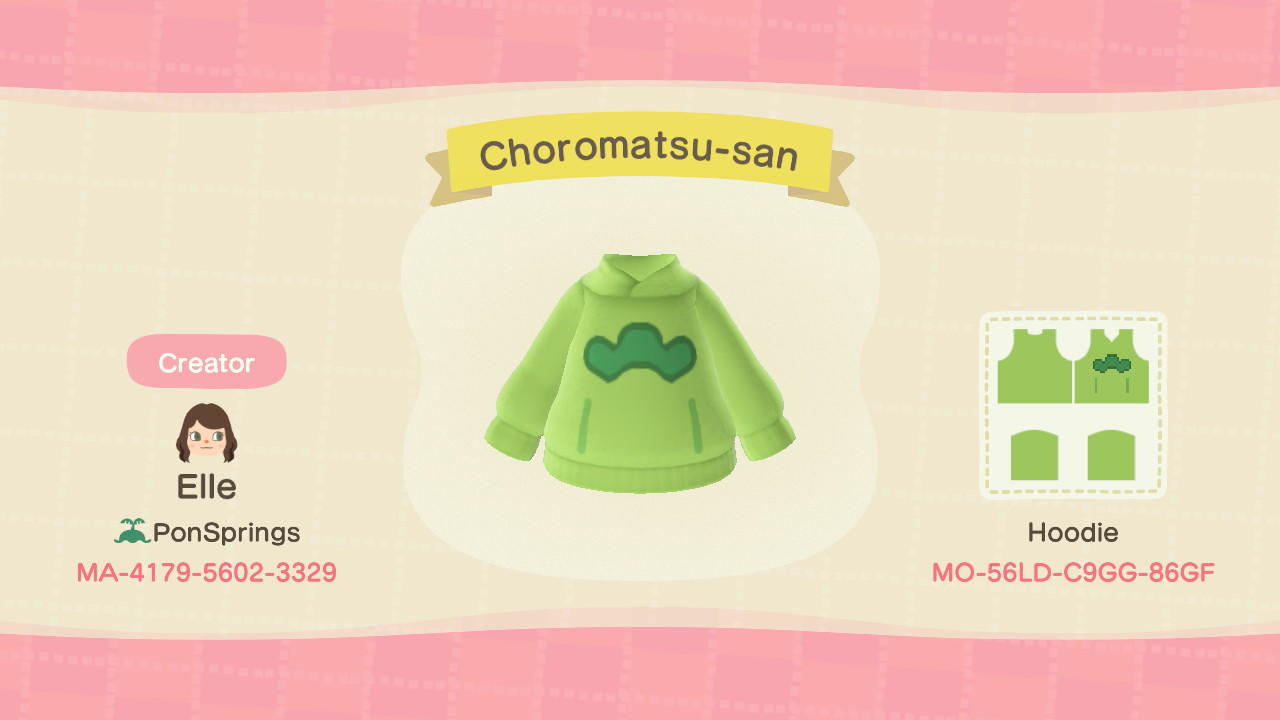 Choromatsu-san
Creator
Elle
PonSprings
MA-4179-5602-3329
Hoodie
MO-56LD-C9GG-86GF